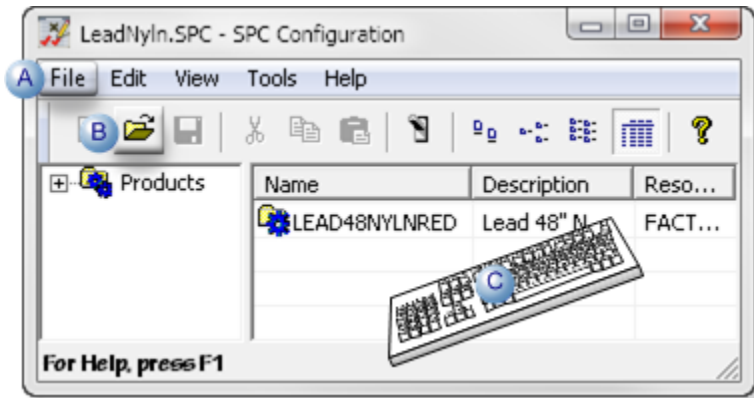 LeadNyln.SPC - SPC Configuration
A File Edit View Tools Help
B
Products
Name Description Reso...
LEAD48NYLNRED Lead 48" N FACT...
C
For Help, press F1